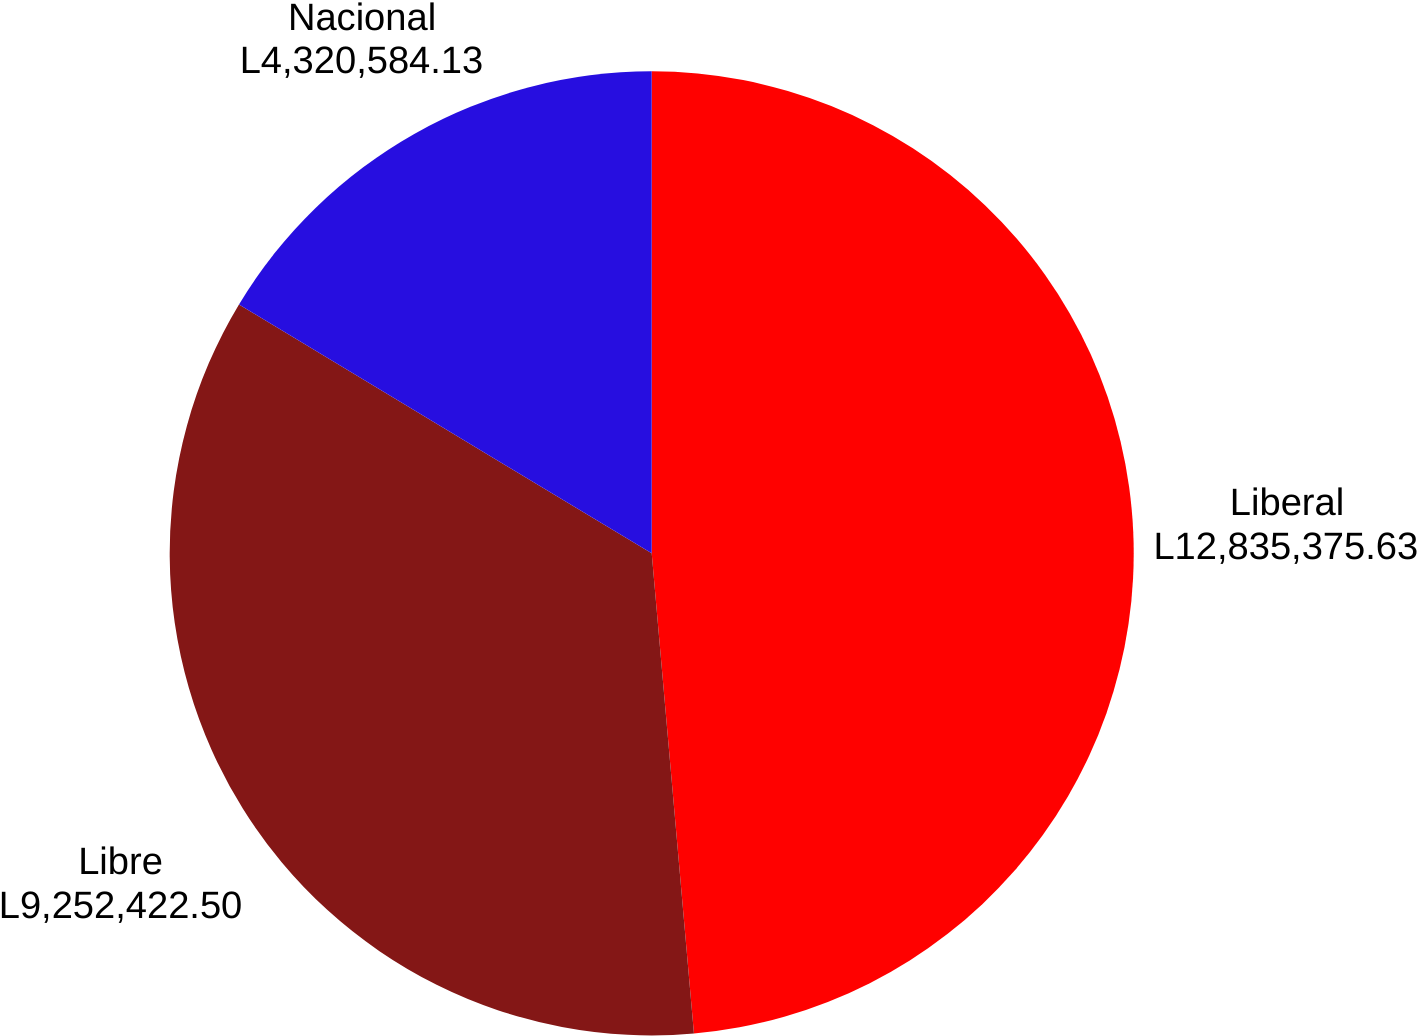 Nacional
L4,320,584.13
Liberal
L12,835,375.63
Libre
L9,252,422.50